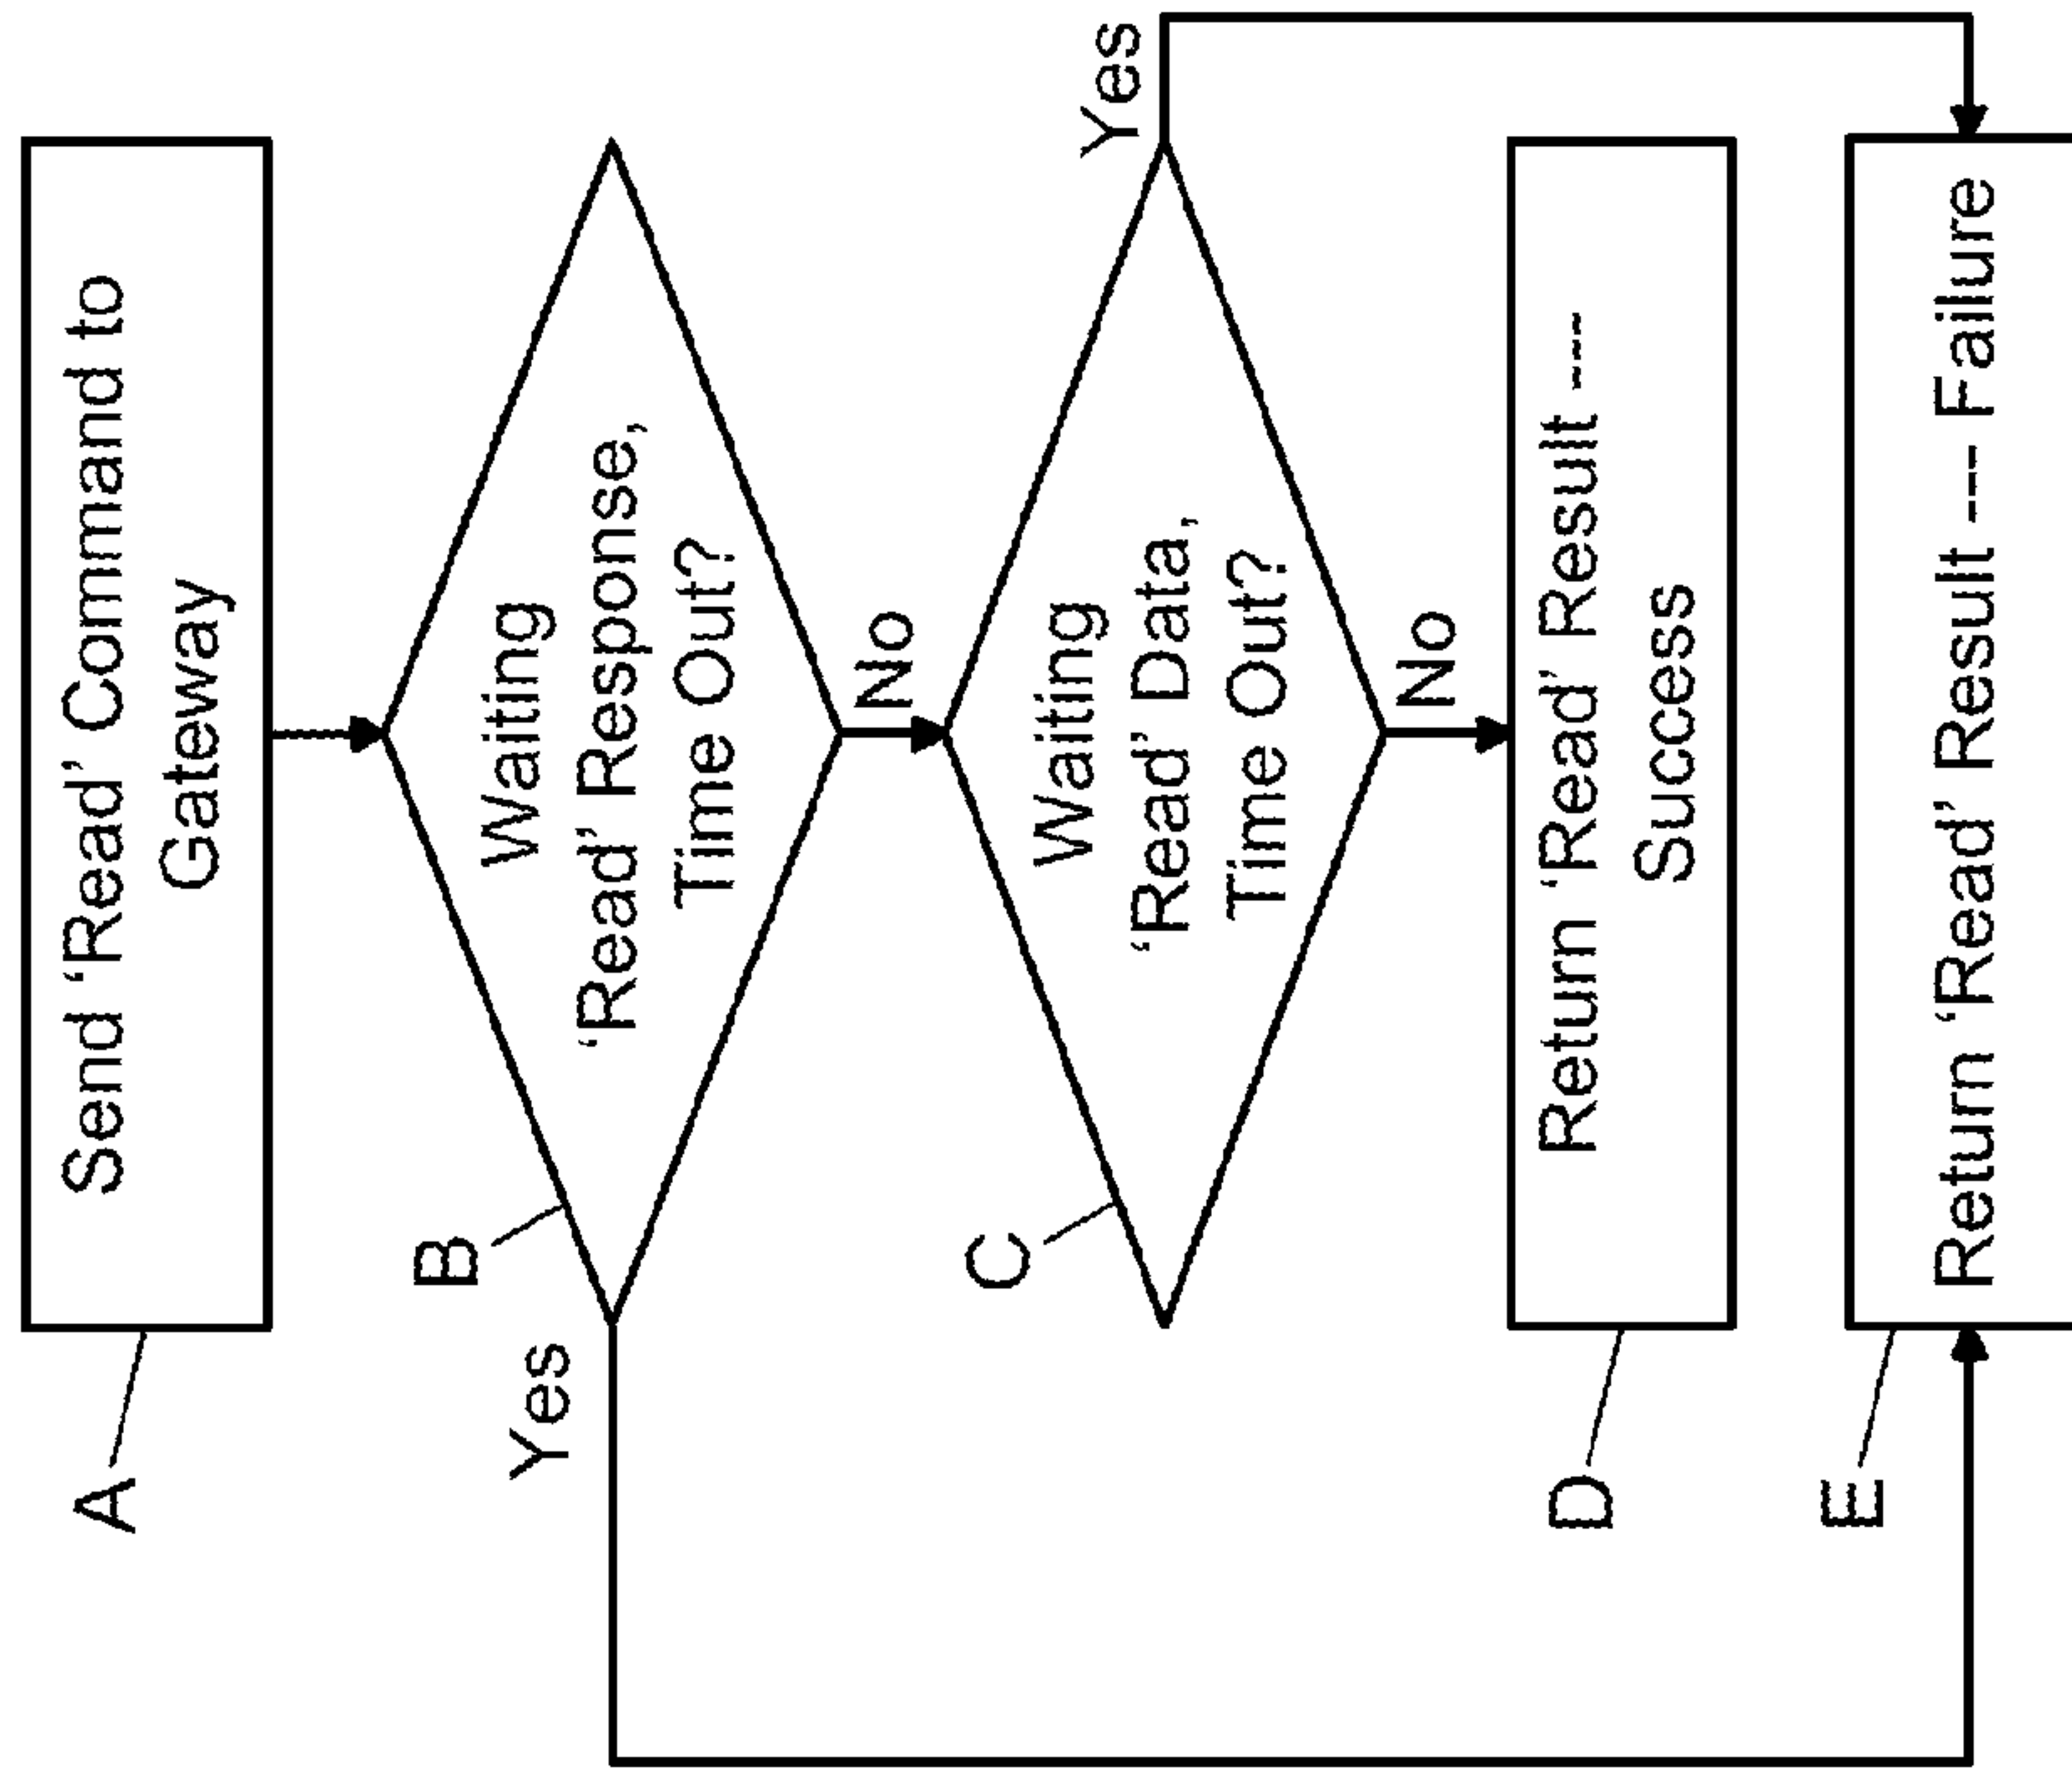 A
Send ‘Read’ Command to
Gateway
B
Waiting
‘Read’ Response,
Time Out?
Yes
No
C
Waiting
‘Read’ Data,
Time Out?
Yes
No
D
Return ‘Read’ Result ----
Success
E
Return ‘Read’ Result --- Failure